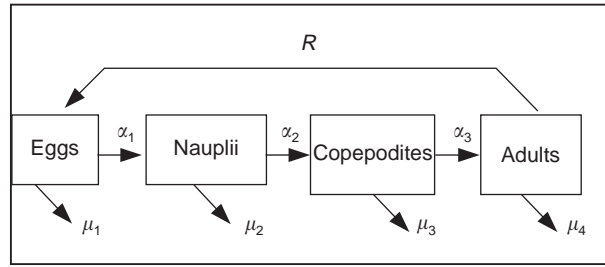 R
Eggs α1 Nauplii α2 Copepodites α3 Adults
μ1 μ2 μ3 μ4